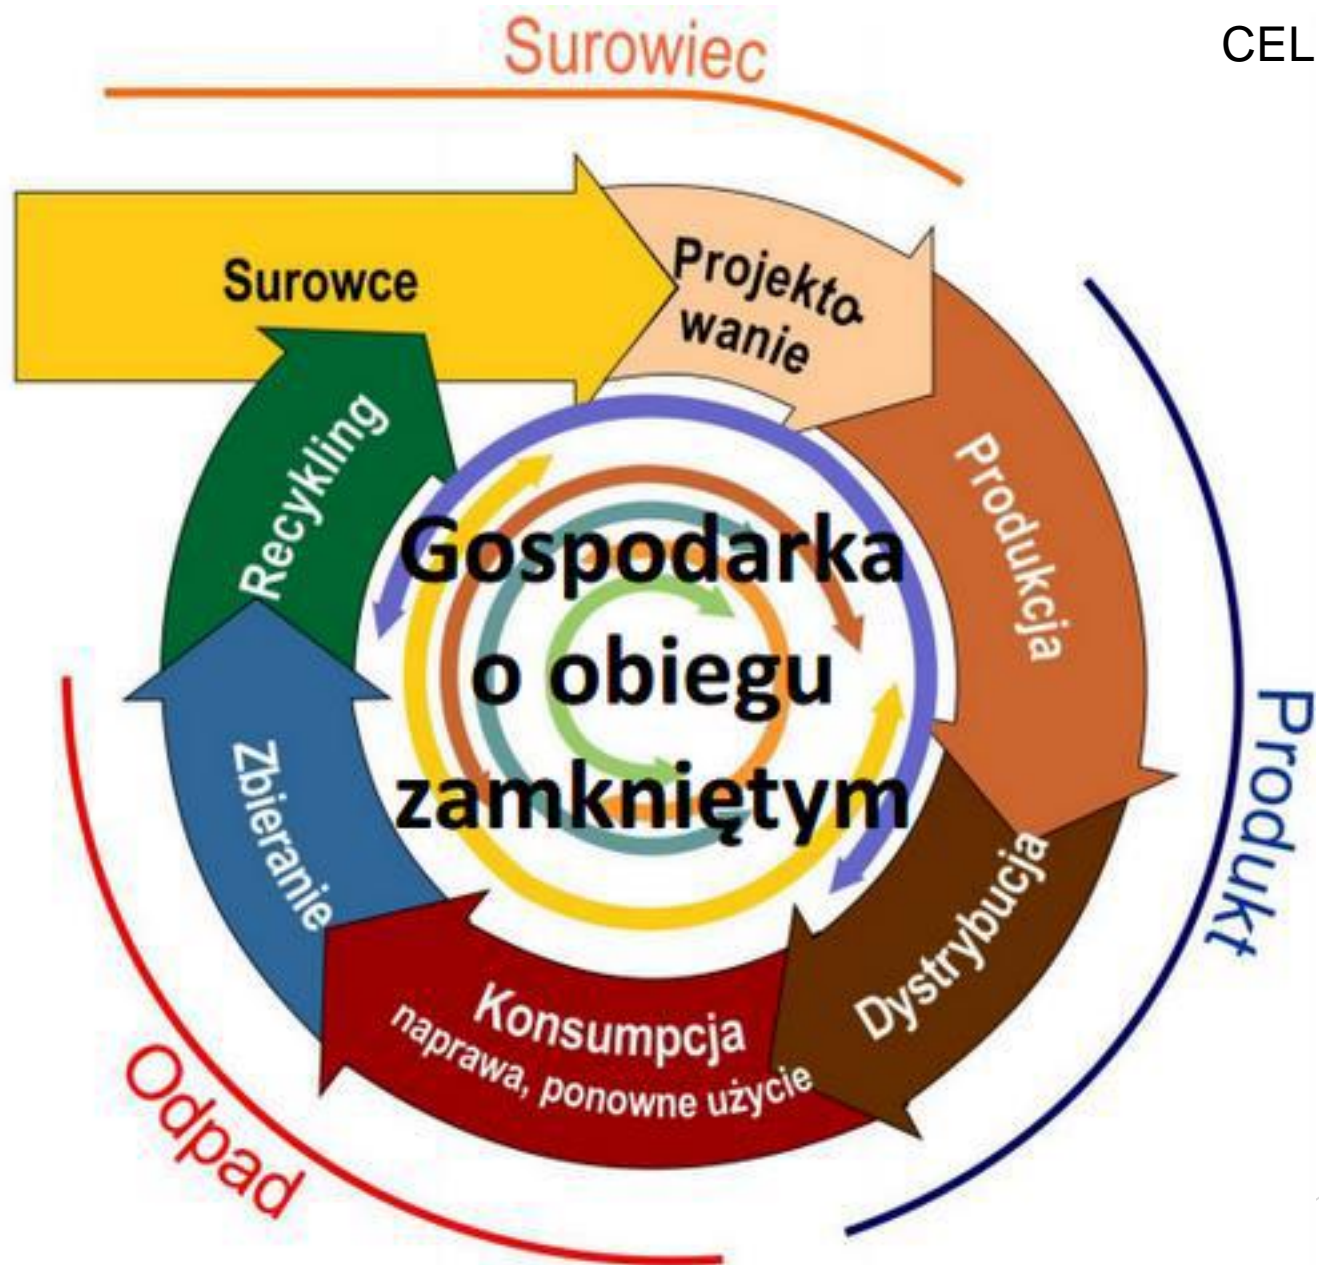 Surowiec
CEL
Surowce
Projekto-
wanie
Produkcja
Produkt
Dystrybucja
Konsumpcja
naprawa, ponowne użycie
Odpad
Zbieranie
Recykling
Gospodarka
o obiegu
zamkniętym